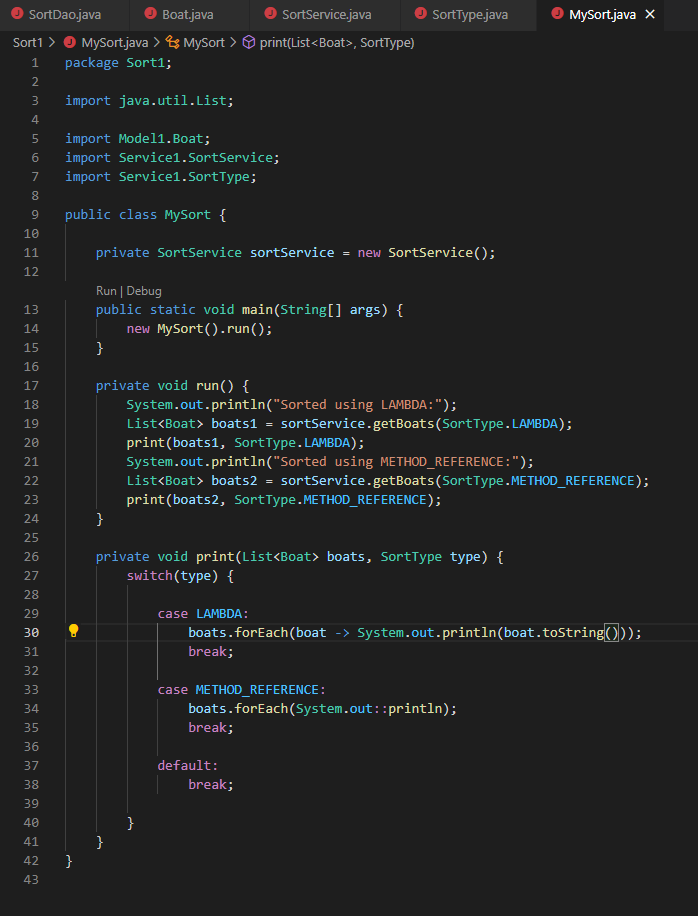 SortDao.java Boat.java SortService.java SortType.java MySort.java
Sort1 > MySort.java > MySort > print(List<Boat>, SortType)
1 package Sort1;
2
3 import java.util.List;
4
5 import Model1.Boat;
6 import Service1.SortService;
7 import Service1.SortType;
8
9 public class MySort {
10
11     private SortService sortService = new SortService();
12
Run | Debug
13     public static void main(String[] args) {
14         new MySort().run();
15     }
16
17     private void run() {
18         System.out.println("Sorted using LAMBDA:");
19         List<Boat> boats1 = sortService.getBoats(SortType.LAMBDA);
20         print(boats1, SortType.LAMBDA);
21         System.out.println("Sorted using METHOD_REFERENCE:");
22         List<Boat> boats2 = sortService.getBoats(SortType.METHOD_REFERENCE);
23         print(boats2, SortType.METHOD_REFERENCE);
24     }
25
26     private void print(List<Boat> boats, SortType type) {
27         switch(type) {
28
29             case LAMBDA:
30                 boats.forEach(boat -> System.out.println(boat.toString()));
31                 break;
32
33             case METHOD_REFERENCE:
34                 boats.forEach(System.out::println);
35                 break;
36
37             default:
38                 break;
39
40         }
41     }
42 }
43